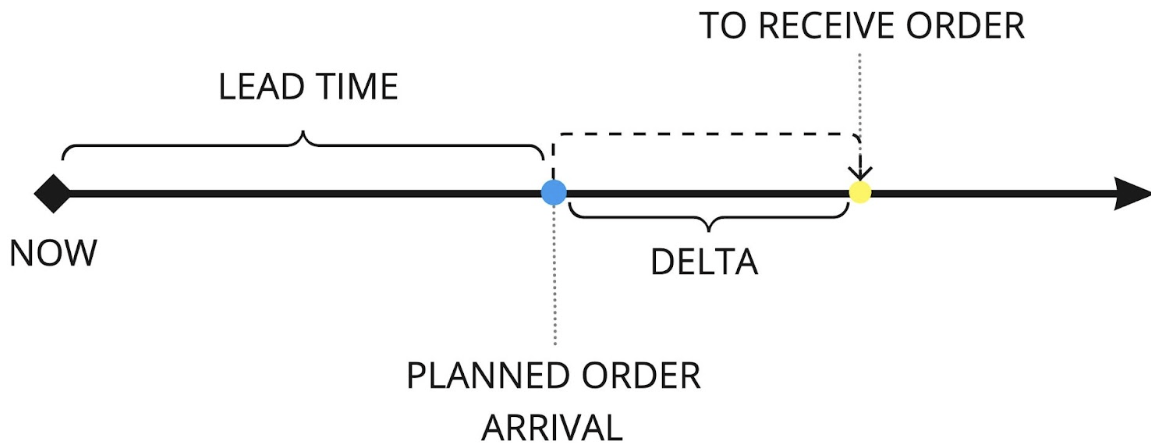 TO RECEIVE ORDER
LEAD TIME
NOW
DELTA
PLANNED ORDER
ARRIVAL